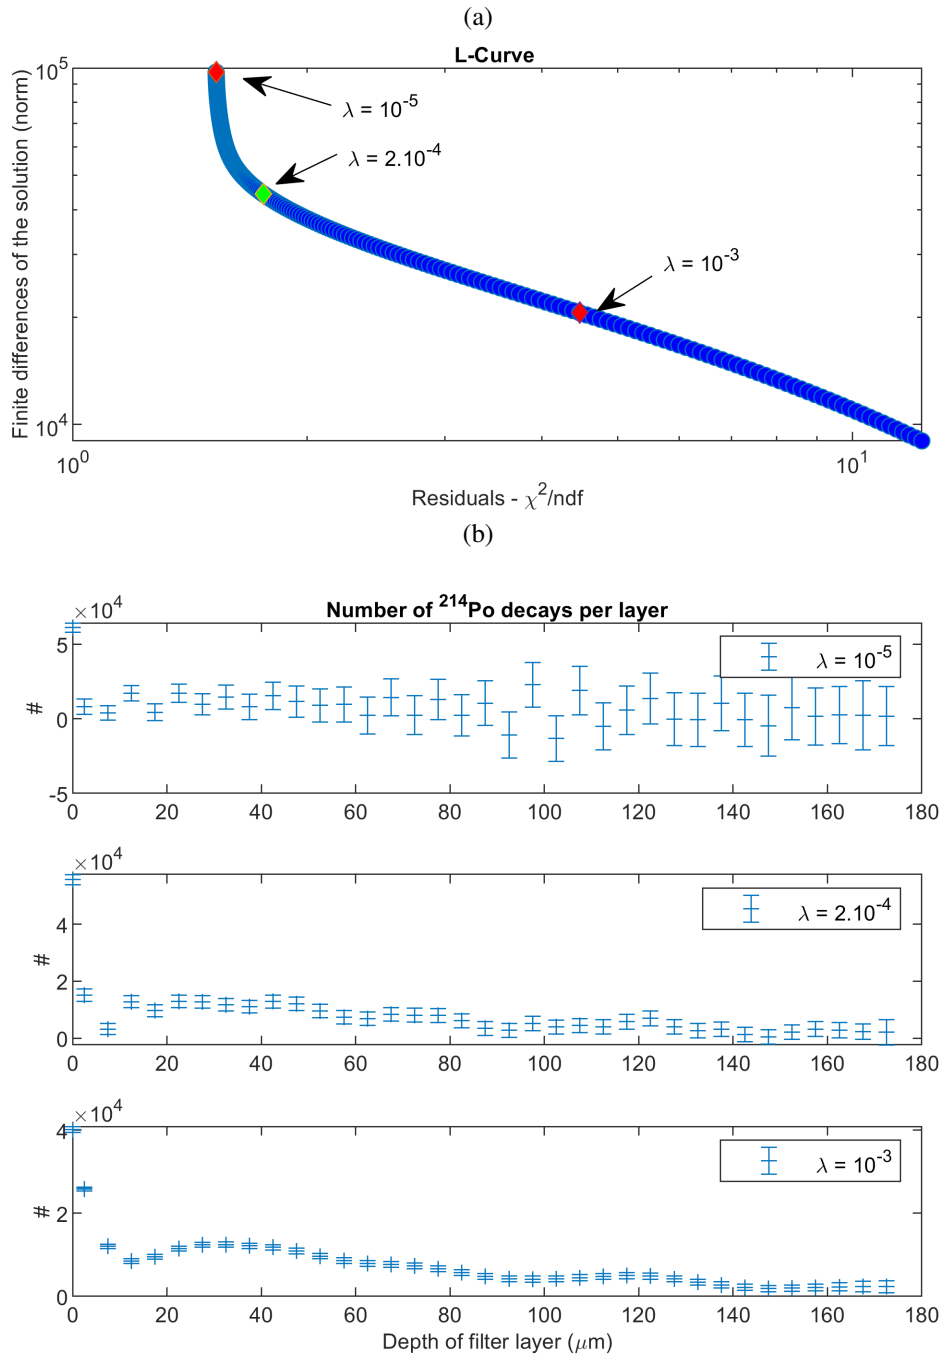 (a)
L-Curve
Finite differences of the solution (norm)
10^5
10^4
λ = 10^-5
λ = 2.10^-4
λ = 10^-3
10^0
10^1
Residuals - χ^2/ndf
(b)
×10^4
Number of ^214Po decays per layer
#
5
0
-5
λ = 10^-5
0 20 40 60 80 100 120 140 160 180
×10^4
#
4
2
0
λ = 2.10^-4
0 20 40 60 80 100 120 140 160 180
×10^4
#
4
2
0
λ = 10^-3
0 20 40 60 80 100 120 140 160 180
Depth of filter layer (μm)